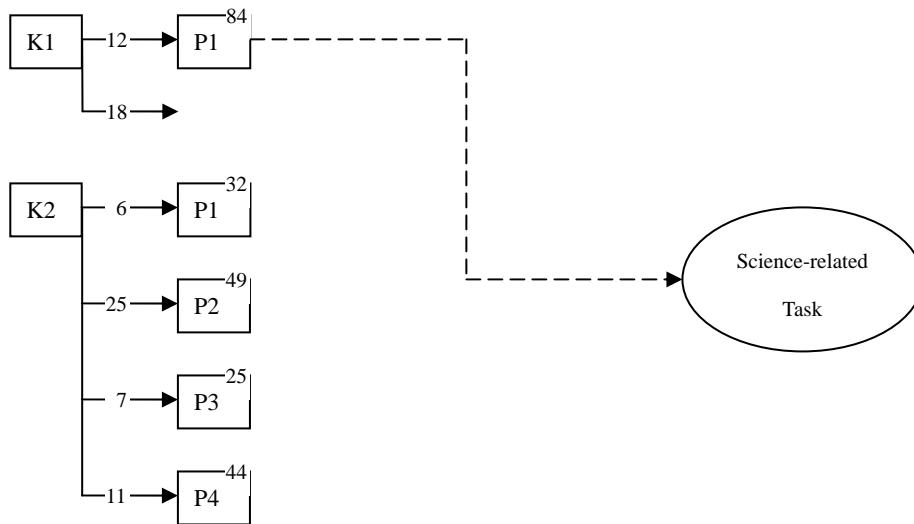 84
K1 12 P1
18
32
K2 6 P1
Science-related
49
25 P2
Task
25
7 P3
44
11 P4